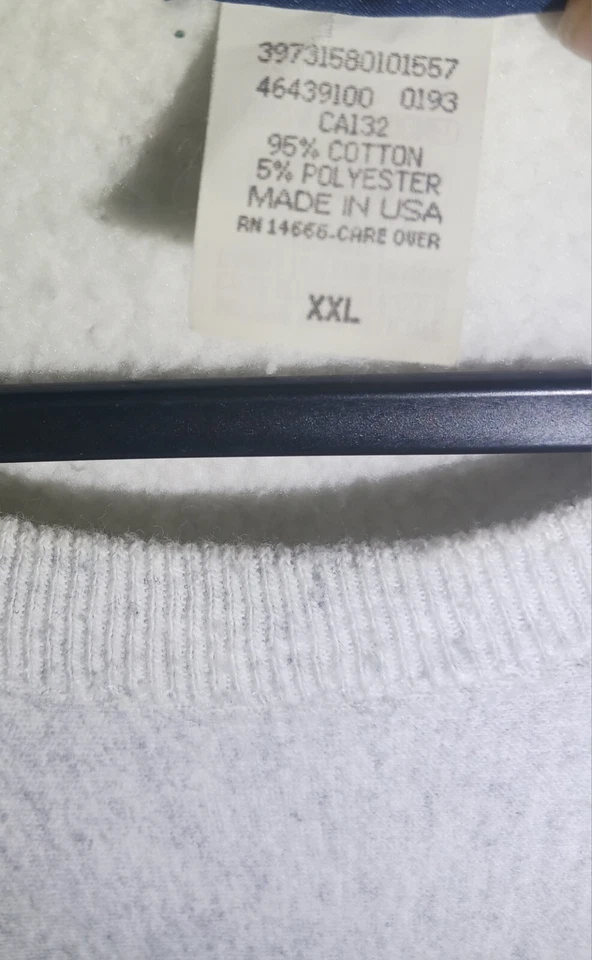 39731580101557
46439100 0193
CA132
95% COTTON
5% POLYESTER
MADE IN USA
RN 14666-CARE OVER
XXL